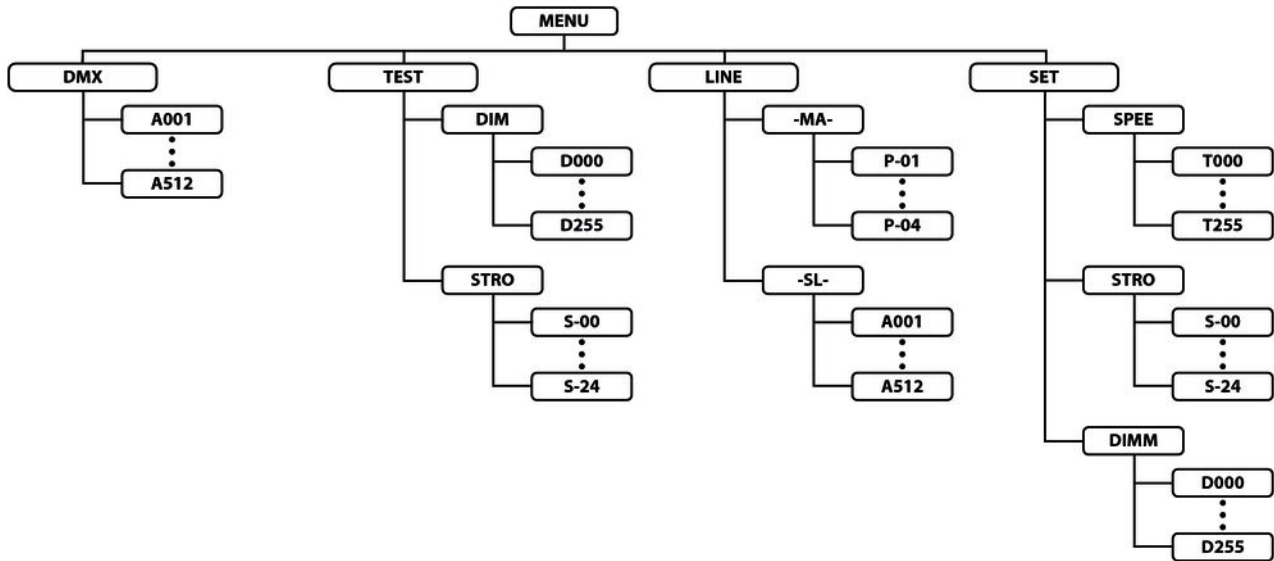 MENU
DMX
A001
A512
TEST
DIM
D000
D255
STRO
S-00
S-24
LINE
-MA-
P-01
P-04
-SL-
A001
A512
SET
SPEE
T000
T255
STRO
S-00
S-24
DIMM
D000
D255